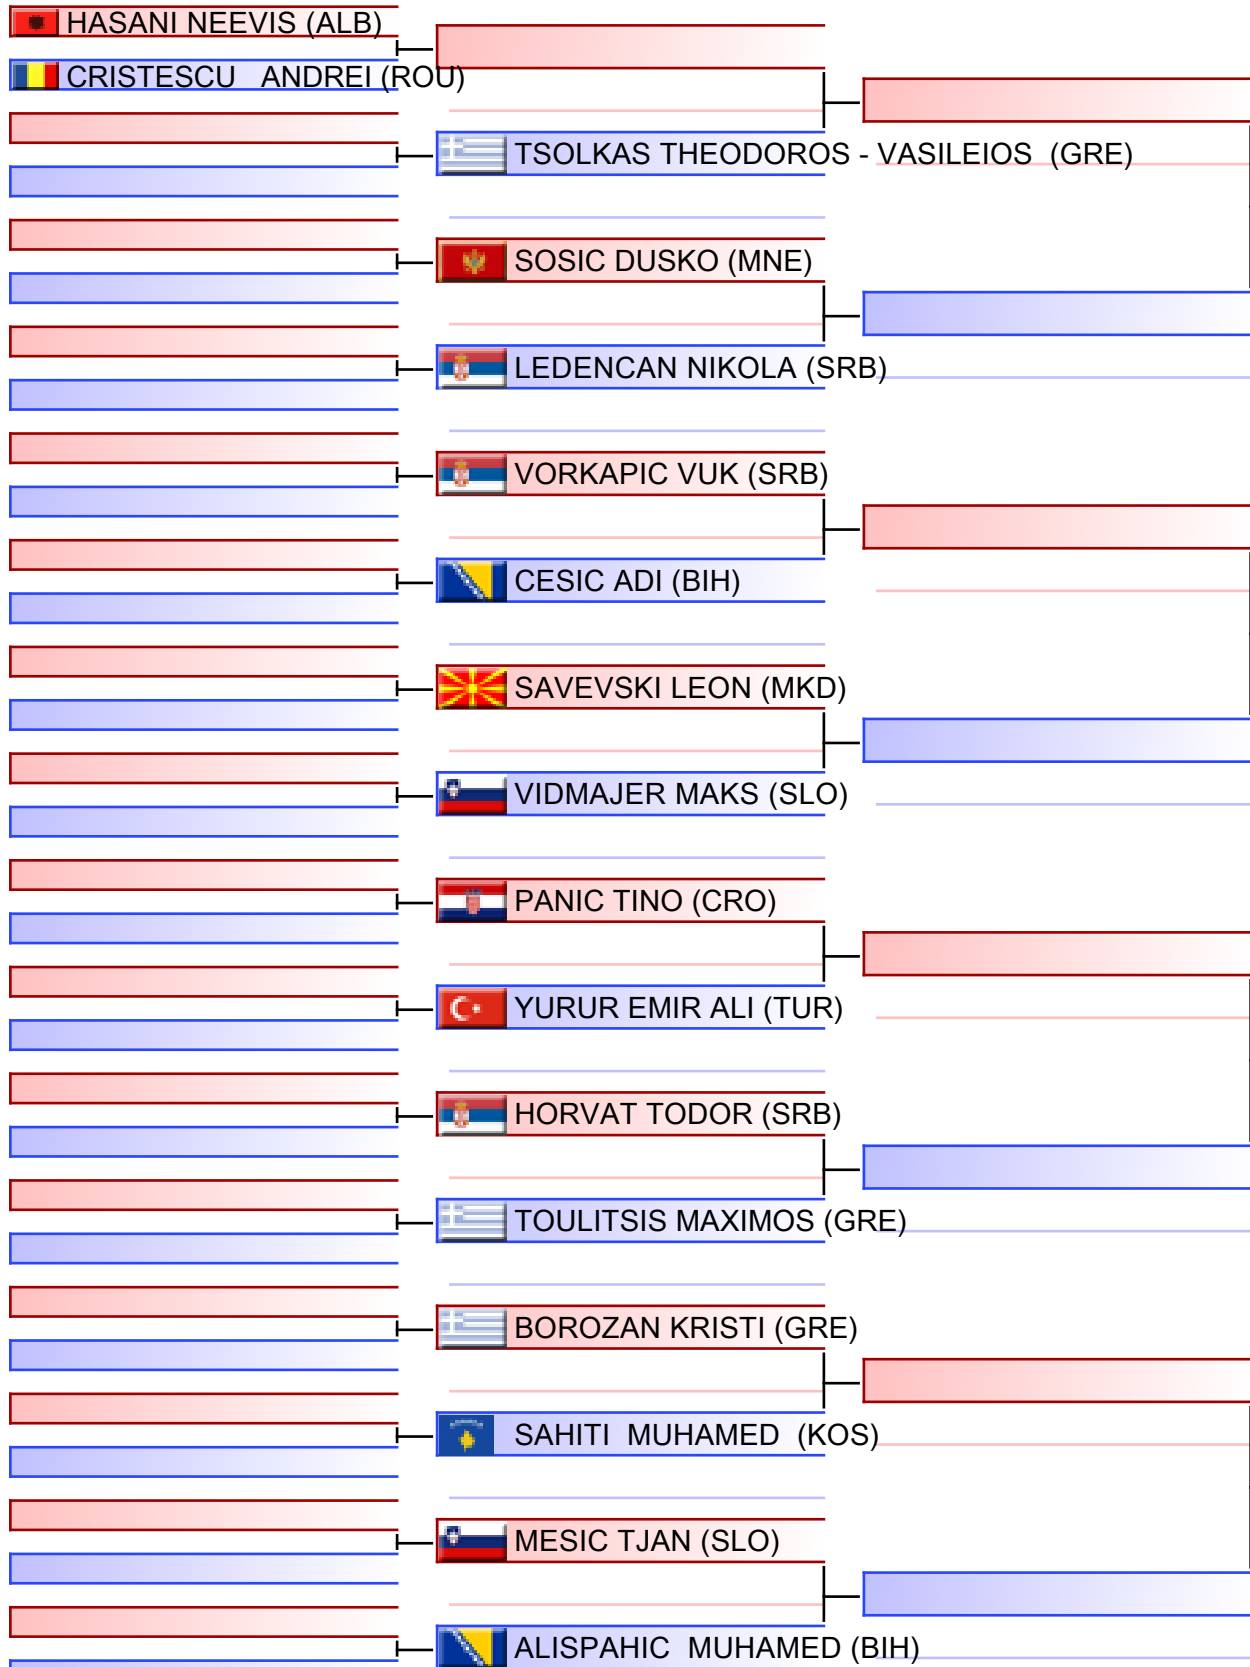 HASANI NEEVIS (ALB)
CRISTESCU ANDREI (ROU)
TSOLKAS THEODOROS - VASILEIOS (GRE)
SOSIC DUSKO (MNE)
LEDENCAN NIKOLA (SRB)
VORKAPIC VUK (SRB)
CESIC ADI (BIH)
SAVEVSKI LEON (MKD)
VIDMAJER MAKS (SLO)
PANIC TINO (CRO)
YURUR EMIR ALI (TUR)
HORVAT TODOR (SRB)
TOULITSIS MAXIMOS (GRE)
BOROZAN KRISTI (GRE)
SAHITI MUHAMED (KOS)
MESIC TJAN (SLO)
ALISPAHIC MUHAMED (BIH)